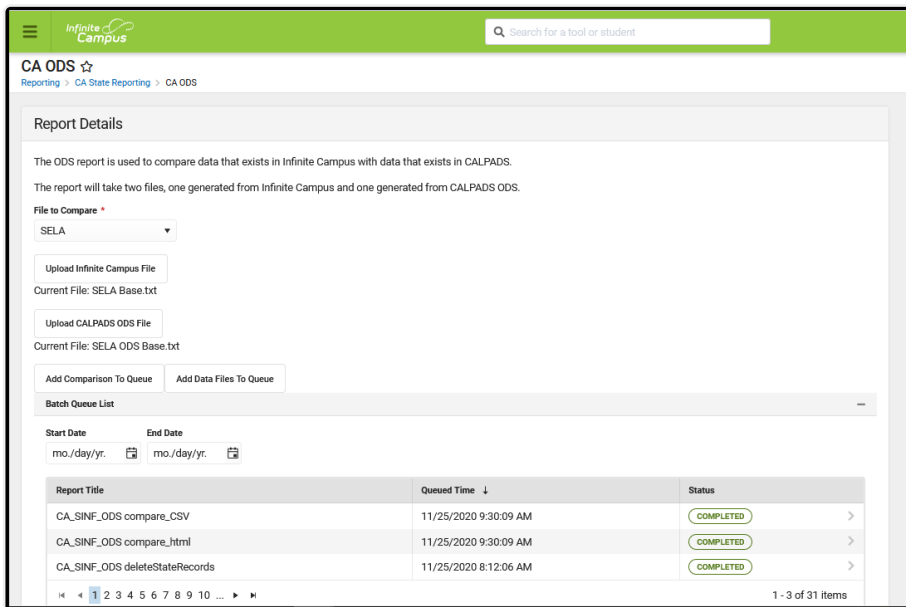 Infinite
Campus
Search for a tool or student
CA ODS
Reporting > CA State Reporting > CA ODS
Report Details
The ODS report is used to compare data that exists in Infinite Campus with data that exists in CALPADS.
The report will take two files, one generated from Infinite Campus and one generated from CALPADS ODS.
File to Compare *
SELA
Upload Infinite Campus File
Current File: SELA Base.txt
Upload CALPADS ODS File
Current File: SELA ODS Base.txt
Add Comparison To Queue Add Data Files To Queue
Batch Queue List
Start Date End Date
mo./day/yr. mo./day/yr.
Report Title Queued Time ↓ Status
CA_SINF_ODS compare_CSV 11/25/2020 9:30:09 AM COMPLETED
CA_SINF_ODS compare_html 11/25/2020 9:30:09 AM COMPLETED
CA_SINF_ODS deleteStateRecords 11/25/2020 8:12:06 AM COMPLETED
1 2 3 4 5 6 7 8 9 10 ... 1 - 3 of 31 items